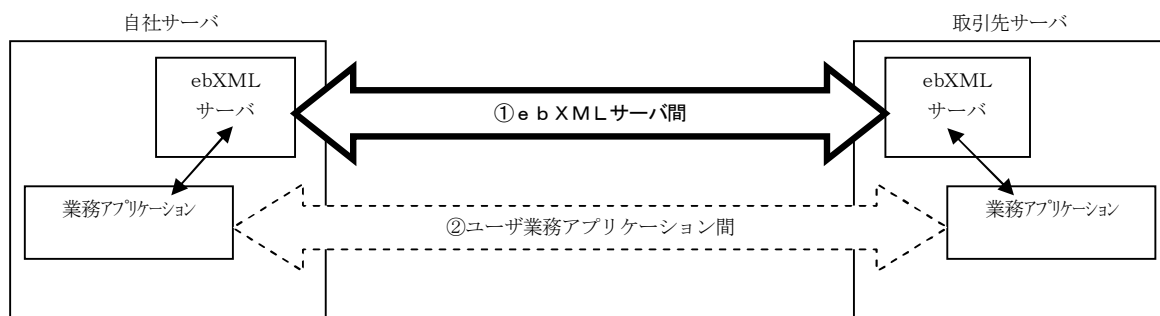 自社サーバ
取引先サーバ
ebXML
サーバ
ebXML
サーバ
①ｅｂＸＭＬサーバ間
業務アプリケーション
業務アプリケーション
②ユーザ業務アプリケーション間